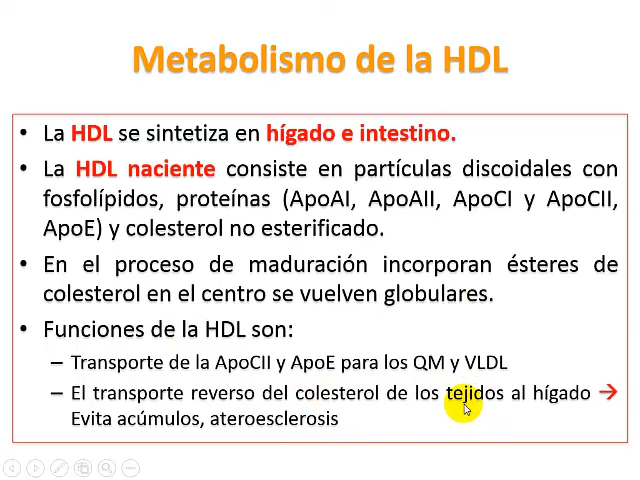 Metabolismo de la HDL
• La HDL se sintetiza en hígado e intestino.
• La HDL naciente consiste en partículas discoidales con
fosfolípidos, proteínas (ApoAI, ApoAII, ApoCI y ApoCII,
ApoE) y colesterol no esterificado.
• En el proceso de maduración incorporan ésteres de
colesterol en el centro se vuelven globulares.
• Funciones de la HDL son:
– Transporte de la ApoCII y ApoE para los QM y VLDL
– El transporte reverso del colesterol de los tejidos al hígado →
Evita acúmulos, ateroesclerosis